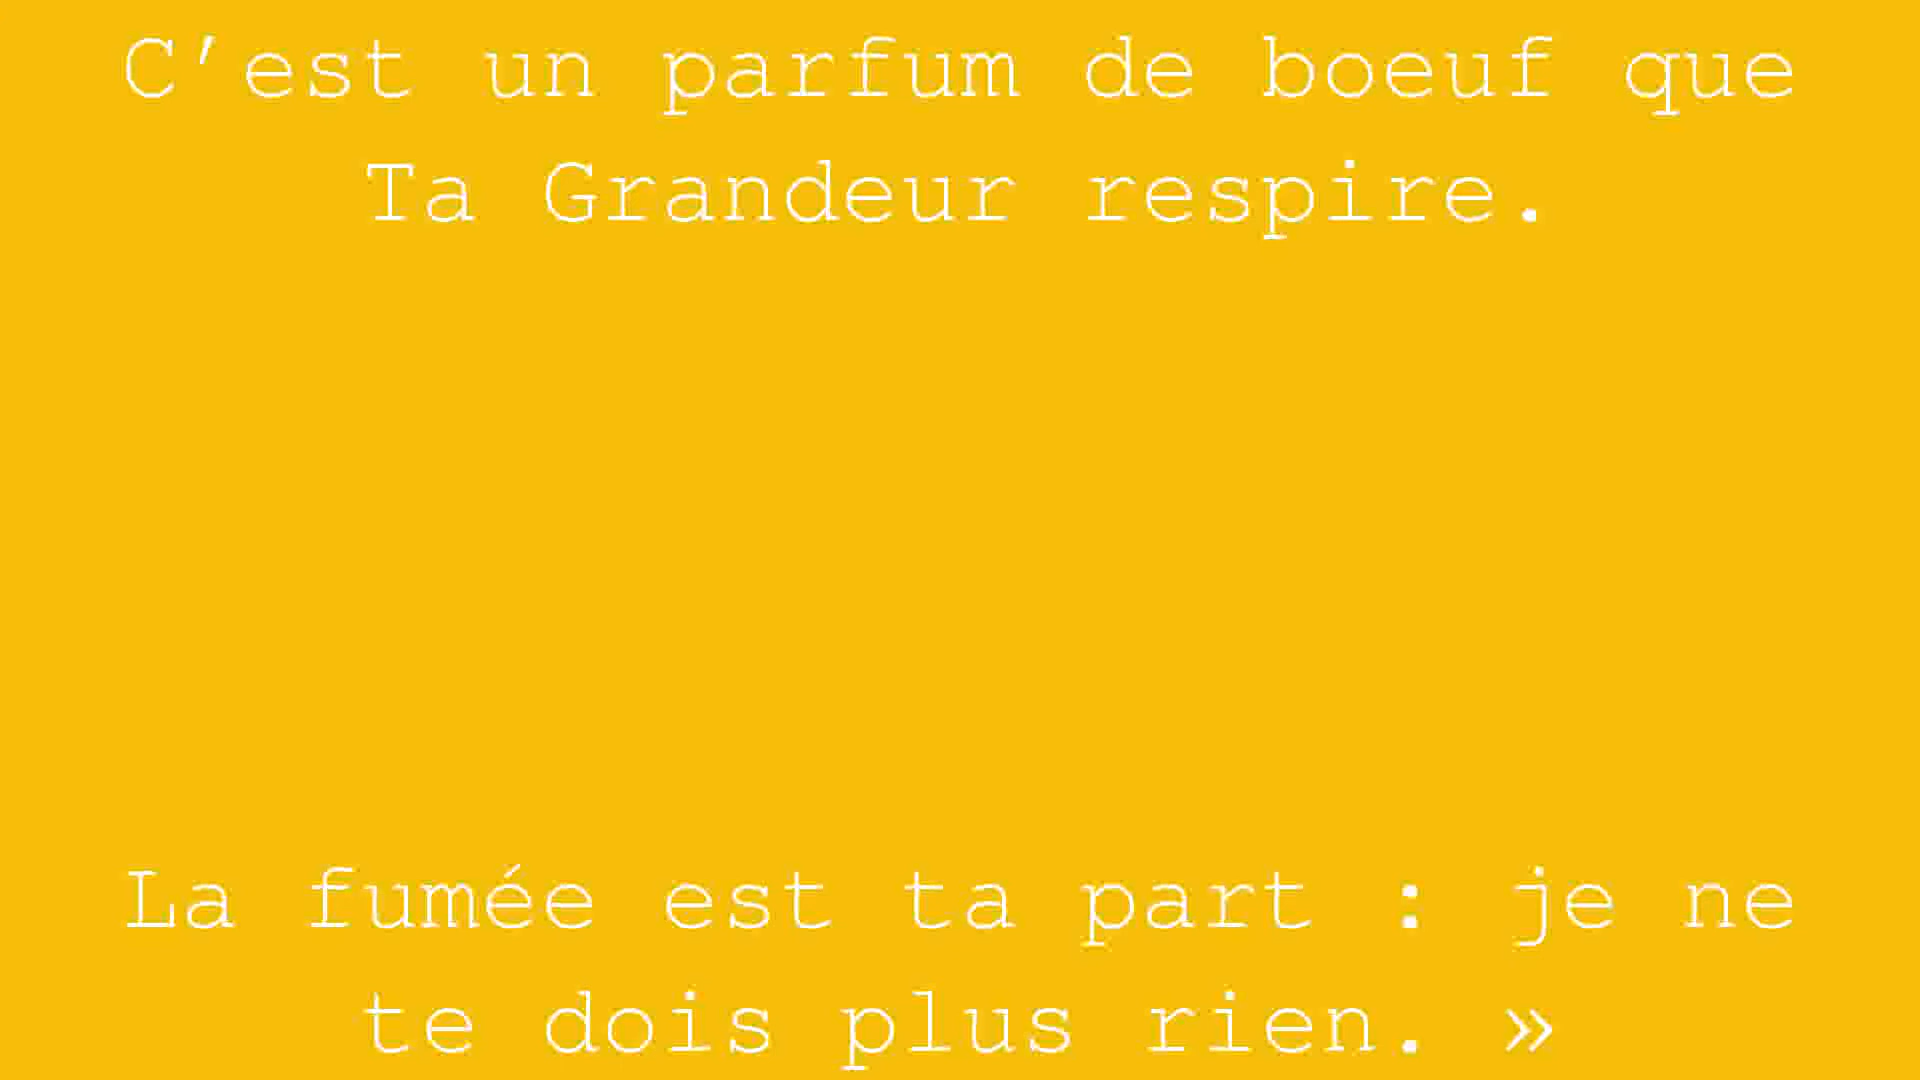 C’est un parfum de boeuf que
Ta Grandeur respire.
La fumée est ta part : je ne
te dois plus rien. »